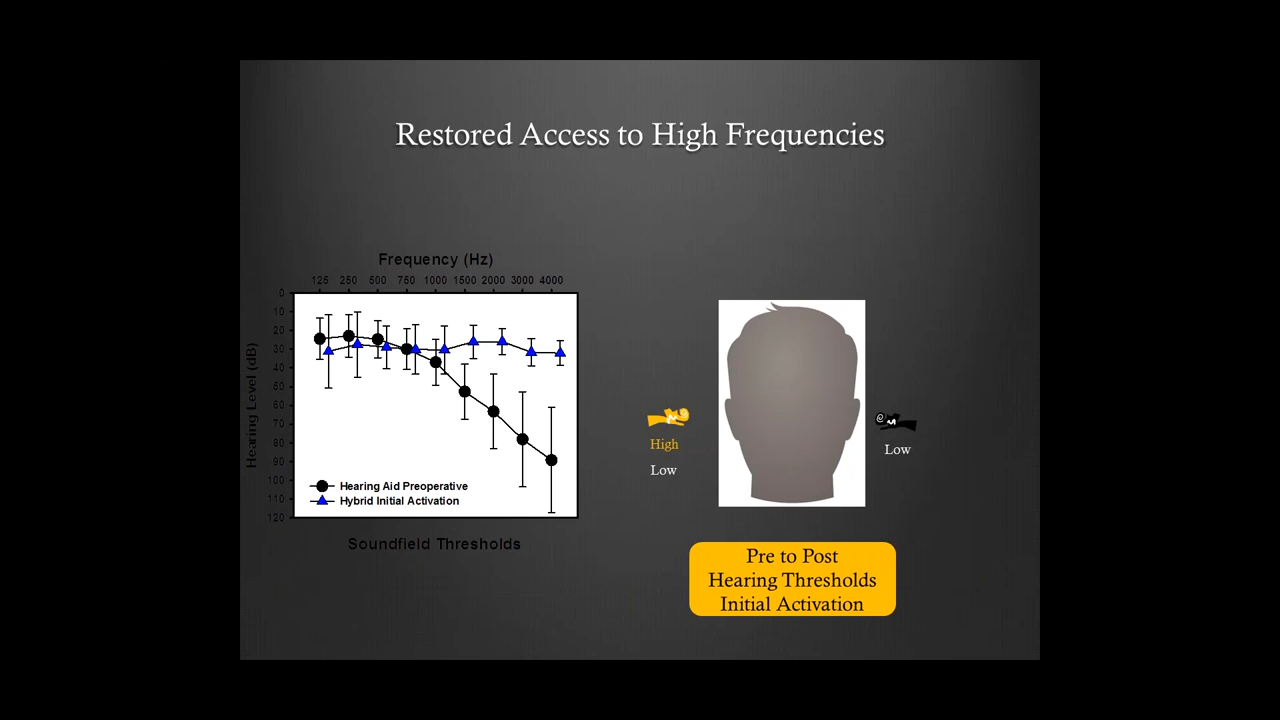 Restored Access to High Frequencies
Frequency (Hz)
125 250 500 750 1000 1500 2000 3000 4000
Hearing Level (dB)
0
10
20
30
40
50
60
70
80
90
100
110
120
Hearing Aid Preoperative
Hybrid Initial Activation
Soundfield Thresholds
High
Low
Low
Pre to Post
Hearing Thresholds
Initial Activation